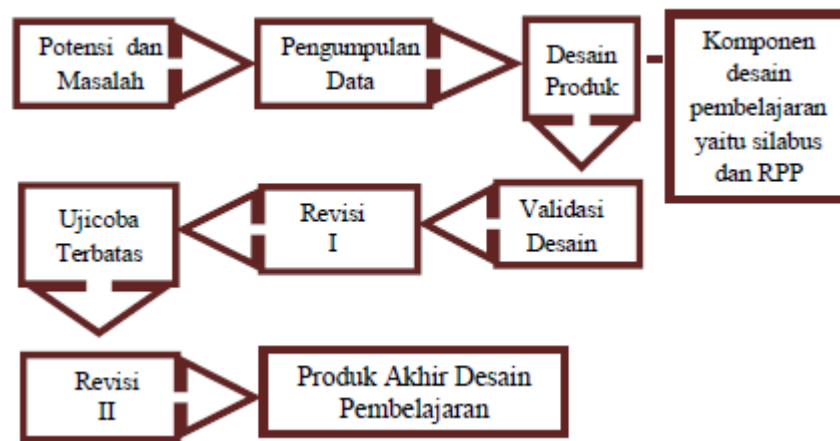 Potensi dan
Masalah
Pengumpulan
Data
Desain
Produk
Komponen
desain
pembelajaran
yaitu silabus
dan RPP
Validasi
Desain
Revisi
I
Ujicoba
Terbatas
Revisi
II
Produk Akhir Desain
Pembelajaran